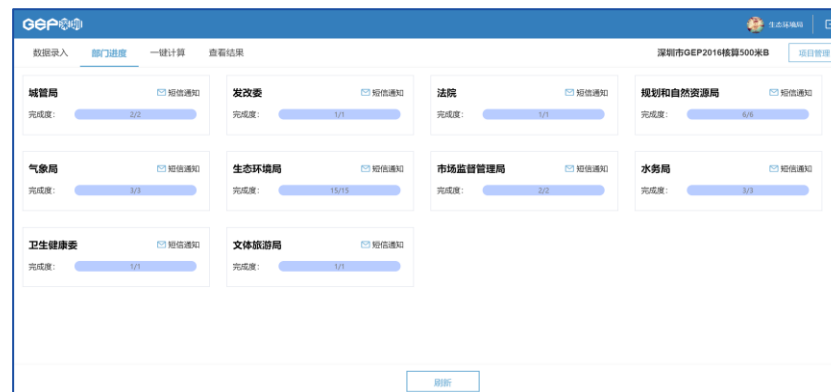 GEP深圳 生态环境局
数据录入 部门进度 一键计算 查看结果 深圳市GEP2016核算500米B 项目管理
城管局 短信通知 发改委 短信通知 法院 短信通知 规划和自然资源局 短信通知
完成度: 2/2 完成度: 1/1 完成度: 1/1 完成度: 6/6
气象局 短信通知 生态环境局 短信通知 市场监督管理局 短信通知 水务局 短信通知
完成度: 3/3 完成度: 15/15 完成度: 2/2 完成度: 3/3
卫生健康委 短信通知 文体旅游局 短信通知
完成度: 1/1 完成度: 1/1
刷新